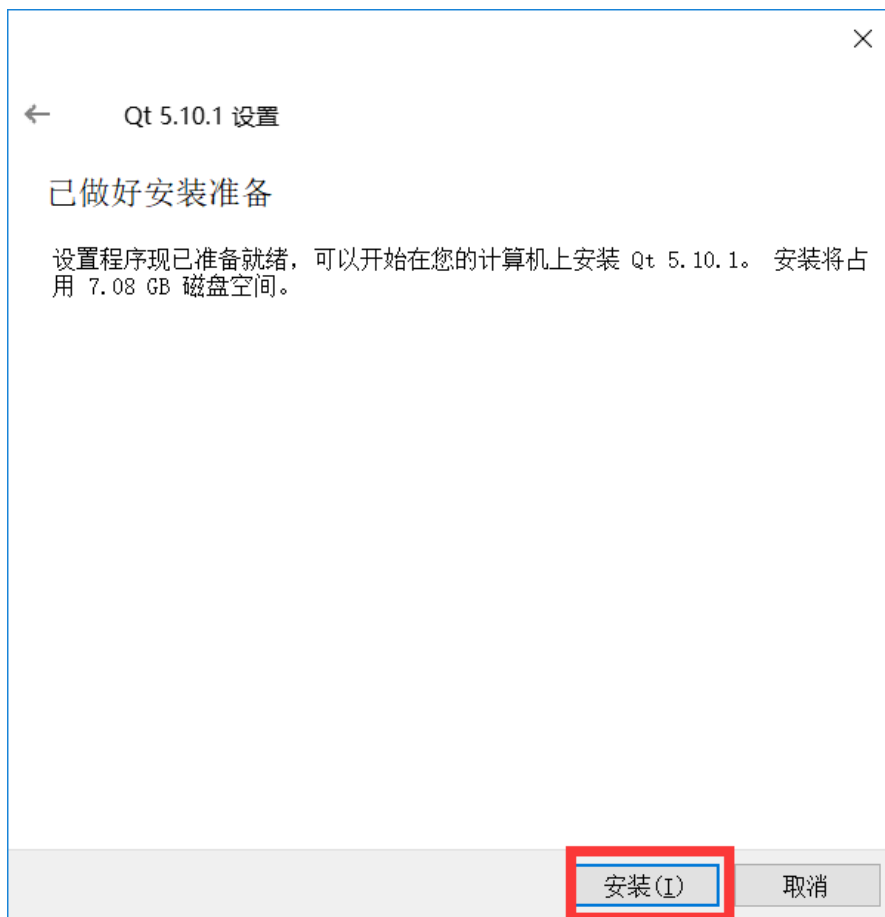 Qt 5.10.1 设置
已做好安装准备
设置程序现已准备就绪，可以开始在您的计算机上安装 Qt 5.10.1。 安装将占
用 7.08 GB 磁盘空间。
安装(I)
取消